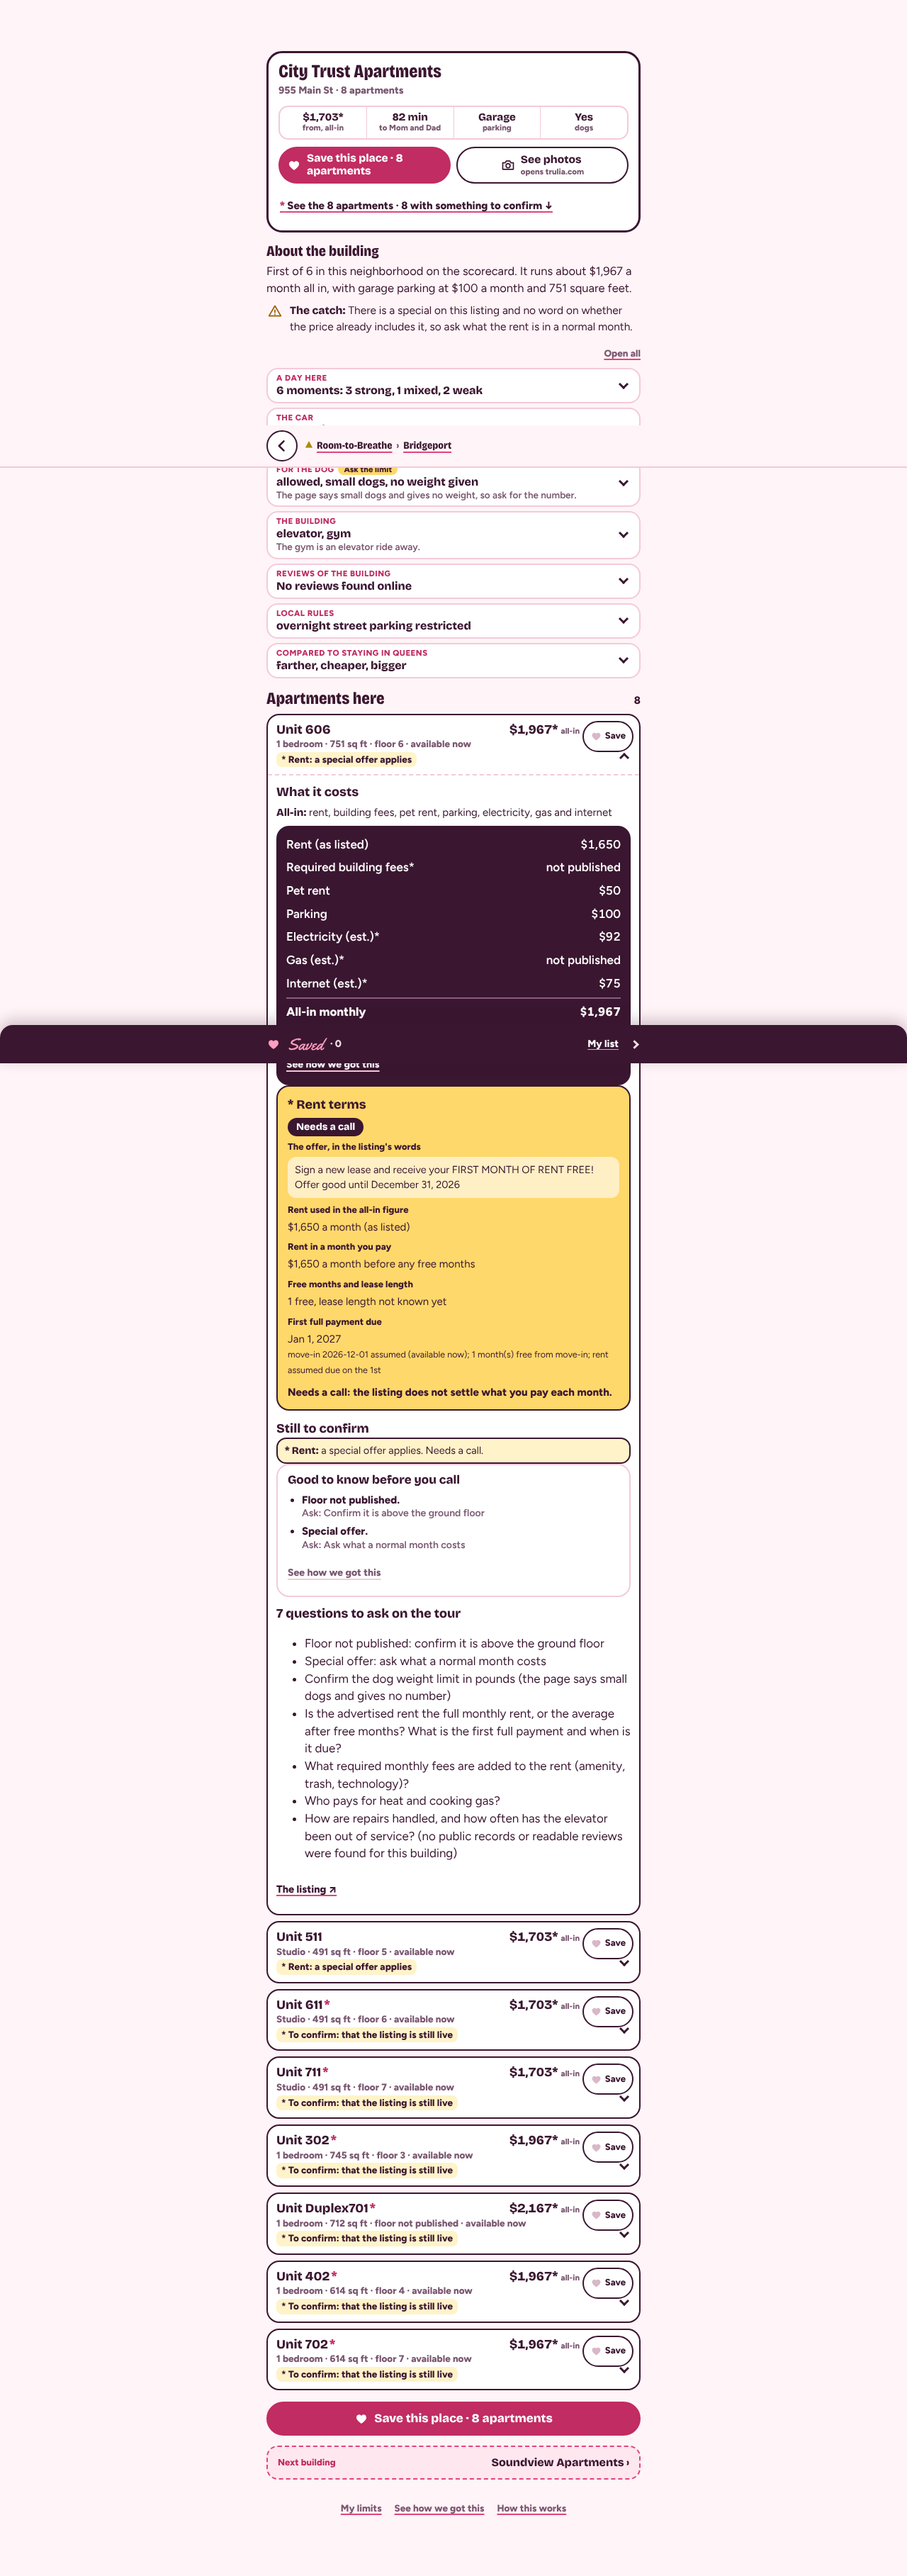 City Trust Apartments
955 Main St · 8 apartments
$1,703*
from, all-in
82 min
to Mom and Dad
Garage
parking
Yes
dogs
Save this place · 8
apartments
See photos
opens trulia.com
* See the 8 apartments · 8 with something to confirm ↓
About the building
First of 6 in this neighborhood on the scorecard. It runs about $1,967 a
month all in, with garage parking at $100 a month and 751 square feet.
The catch: There is a special on this listing and no word on whether
the price already includes it, so ask what the rent is in a normal month.
Open all
A DAY HERE
6 moments: 3 strong, 1 mixed, 2 weak
THE CAR
Room-to-Breathe › Bridgeport
FOR THE DOG Ask the limit
allowed, small dogs, no weight given
The page says small dogs and gives no weight, so ask for the number.
THE BUILDING
elevator, gym
The gym is an elevator ride away.
REVIEWS OF THE BUILDING
No reviews found online
LOCAL RULES
overnight street parking restricted
COMPARED TO STAYING IN QUEENS
farther, cheaper, bigger
Apartments here 8
Unit 606 $1,967* all-in Save
1 bedroom · 751 sq ft · floor 6 · available now
* Rent: a special offer applies
What it costs
All-in: rent, building fees, pet rent, parking, electricity, gas and internet
Rent (as listed) $1,650
Required building fees* not published
Pet rent $50
Parking $100
Electricity (est.)* $92
Gas (est.)* not published
Internet (est.)* $75
All-in monthly $1,967
Saved · 0 My list
See how we got this
* Rent terms
Needs a call
The offer, in the listing's words
Sign a new lease and receive your FIRST MONTH OF RENT FREE!
Offer good until December 31, 2026
Rent used in the all-in figure
$1,650 a month (as listed)
Rent in a month you pay
$1,650 a month before any free months
Free months and lease length
1 free, lease length not known yet
First full payment due
Jan 1, 2027
move-in 2026-12-01 assumed (available now); 1 month(s) free from move-in; rent
assumed due on the 1st
Needs a call: the listing does not settle what you pay each month.
Still to confirm
* Rent: a special offer applies. Needs a call.
Good to know before you call
• Floor not published.
Ask: Confirm it is above the ground floor
• Special offer.
Ask: Ask what a normal month costs
See how we got this
7 questions to ask on the tour
• Floor not published: confirm it is above the ground floor
• Special offer: ask what a normal month costs
• Confirm the dog weight limit in pounds (the page says small
dogs and gives no number)
• Is the advertised rent the full monthly rent, or the average
after free months? What is the first full payment and when is
it due?
• What required monthly fees are added to the rent (amenity,
trash, technology)?
• Who pays for heat and cooking gas?
• How are repairs handled, and how often has the elevator
been out of service? (no public records or readable reviews
were found for this building)
The listing ↗
Unit 511 $1,703* all-in Save
Studio · 491 sq ft · floor 5 · available now
* Rent: a special offer applies
Unit 611* $1,703* all-in Save
Studio · 491 sq ft · floor 6 · available now
* To confirm: that the listing is still live
Unit 711* $1,703* all-in Save
Studio · 491 sq ft · floor 7 · available now
* To confirm: that the listing is still live
Unit 302* $1,967* all-in Save
1 bedroom · 745 sq ft · floor 3 · available now
* To confirm: that the listing is still live
Unit Duplex701* $2,167* all-in Save
1 bedroom · 712 sq ft · floor not published · available now
* To confirm: that the listing is still live
Unit 402* $1,967* all-in Save
1 bedroom · 614 sq ft · floor 4 · available now
* To confirm: that the listing is still live
Unit 702* $1,967* all-in Save
1 bedroom · 614 sq ft · floor 7 · available now
* To confirm: that the listing is still live
Save this place · 8 apartments
Next building Soundview Apartments ›
My limits See how we got this How this works